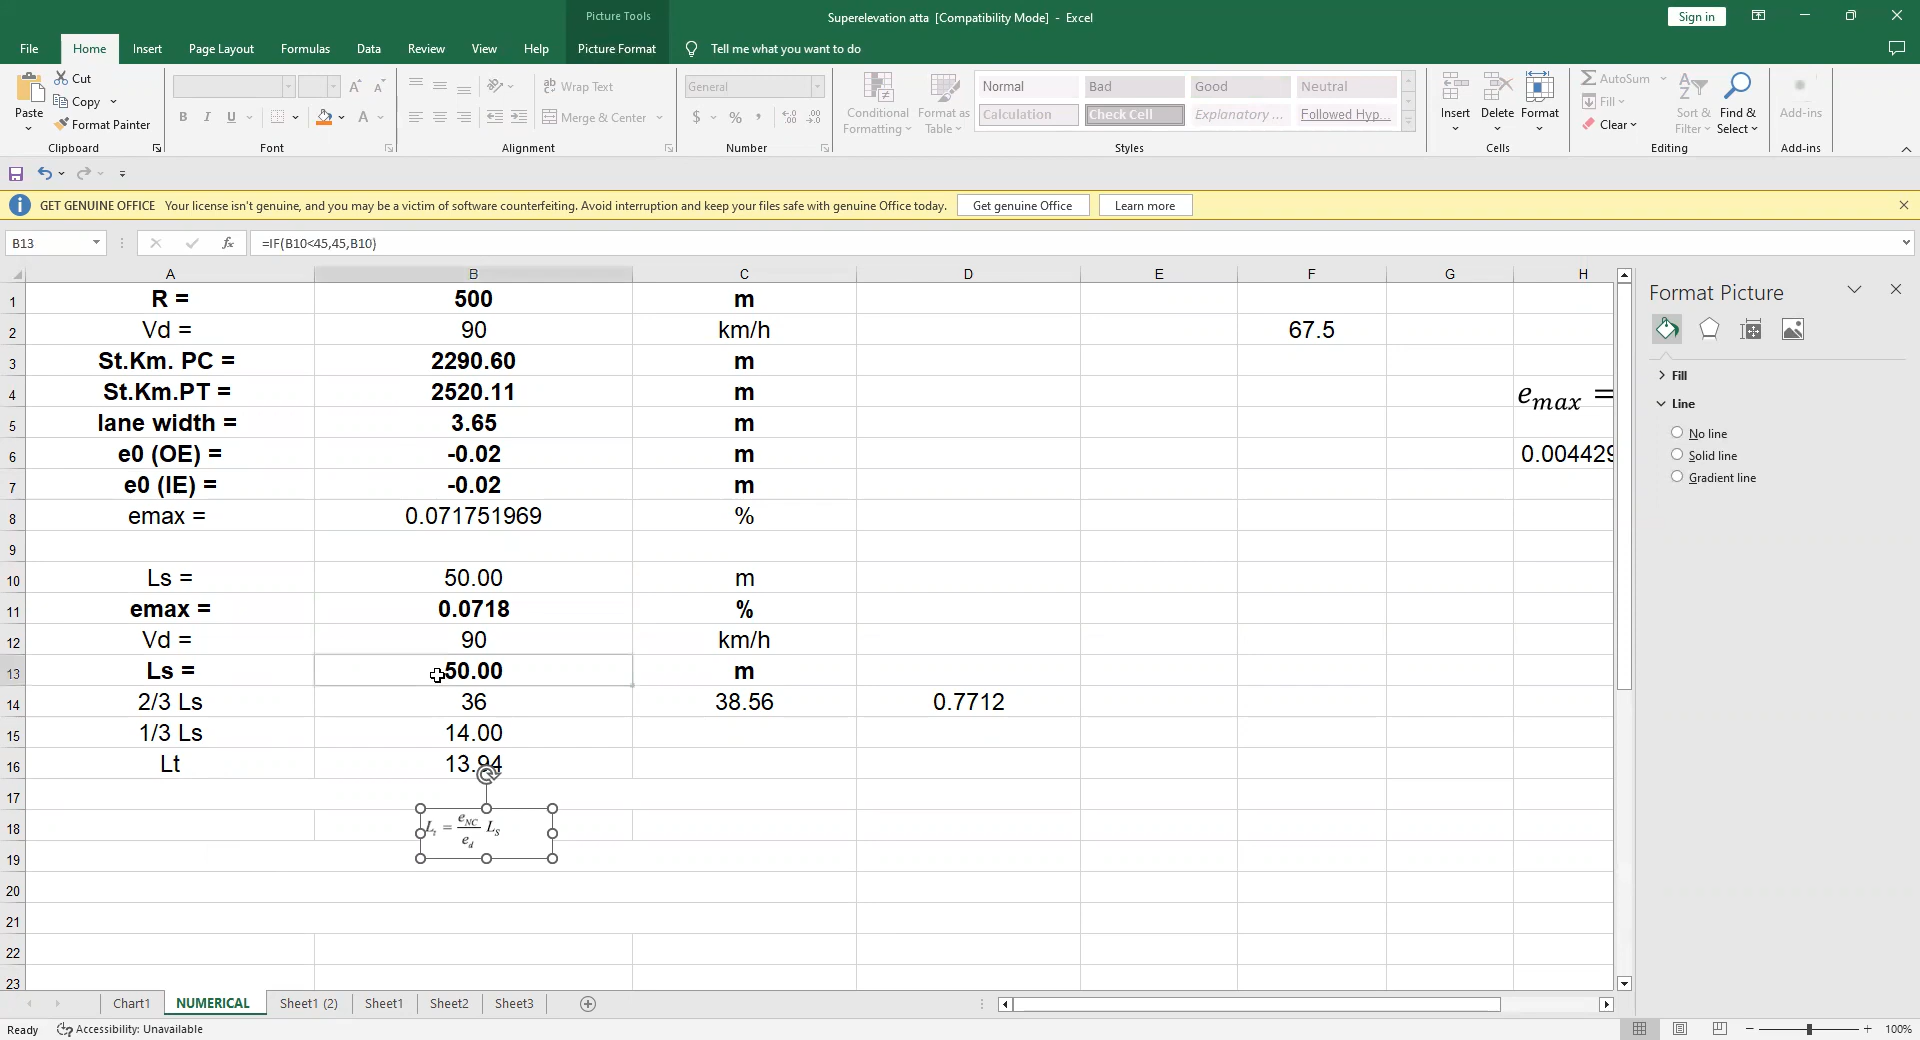 Picture Tools
Superelevation atta [Compatibility Mode] - Excel
Sign in
File Home Insert Page Layout Formulas Data Review View Help Picture Format Tell me what you want to do
Paste
Cut
Copy
Format Painter
Clipboard
B I U A
Font
Wrap Text
Merge & Center
Alignment
General
$ % ,
Number
Conditional Formatting
Format as Table
Normal Bad Good Neutral
Calculation Check Cell Explanatory ... Followed Hyp...
Styles
Insert Delete Format
Cells
AutoSum
Fill
Clear
Sort & Filter
Find & Select
Editing
Add-ins
Add-ins
GET GENUINE OFFICE Your license isn't genuine, and you may be a victim of software counterfeiting. Avoid interruption and keep your files safe with genuine Office today. Get genuine Office Learn more
B13 fx =IF(B10<45,45,B10)
A B C D E F G H
1 R = 500 m
2 Vd = 90 km/h 67.5
3 St.Km. PC = 2290.60 m
4 St.Km.PT = 2520.11 m emax =
5 lane width = 3.65 m
6 e0 (OE) = -0.02 m 0.004429
7 e0 (IE) = -0.02 m
8 emax = 0.071751969 %
9
10 Ls = 50.00 m
11 emax = 0.0718 %
12 Vd = 90 km/h
13 Ls = 50.00 m
14 2/3 Ls 36 38.56 0.7712
15 1/3 Ls 14.00
16 Lt 13.94
17
18 Lt = eNC / ed LS
19
20
21
22
23
Format Picture
Fill
Line
No line
Solid line
Gradient line
Chart1 NUMERICAL Sheet1 (2) Sheet1 Sheet2 Sheet3
Ready Accessibility: Unavailable
100%